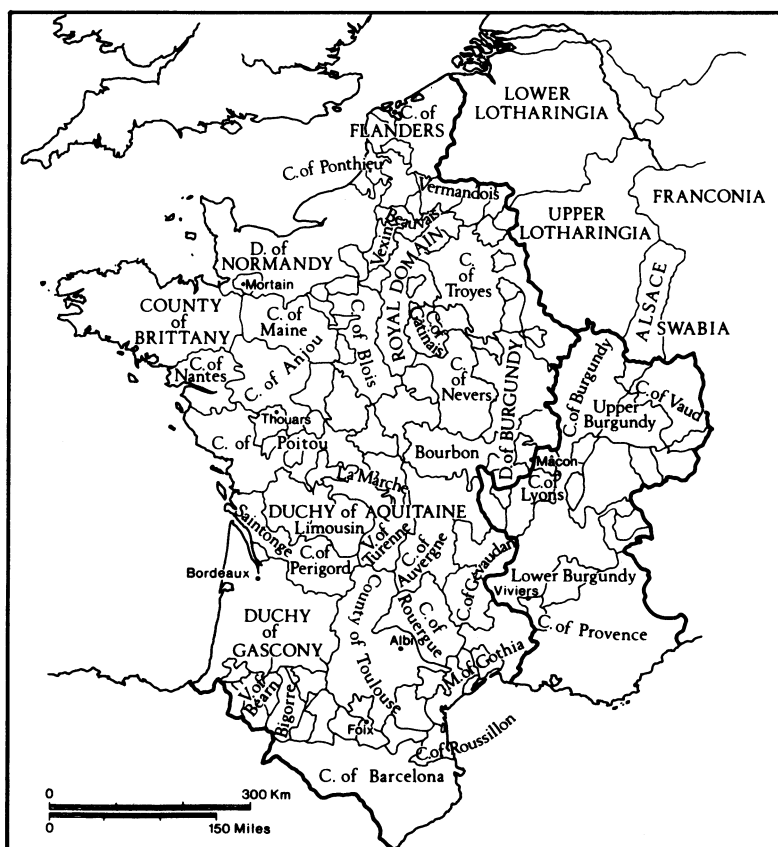 LOWER
LOTHARINGIA
C. of
FLANDERS
C. of Ponthieu
Vermandois
FRANCONIA
UPPER
LOTHARINGIA
Beauvais
Vexin
ROYAL DOMAIN
D. of
NORMANDY
Mortain
C.
of
Troyes
ALSACE
SWABIA
COUNTY
of
BRITTANY
C. of
Maine
C. of Blois
C. of
Gatinais
C. of
Nantes
C. of Anjou
C.
of
Nevers
D. of BURGUNDY
C. of Burgundy
Upper
Burgundy
C. of Vaud
Thouars
C. of Poitou
Bourbon
Mâcon
C. of
Lyons
La Marche
DUCHY of AQUITAINE
Limousin
Saintonge
V. of
Turenne
C. of
Auvergne
C. of
Perigord
C. of Gévaudan
Bordeaux
Lower Burgundy
Viviers
County of Toulouse
C. of
Rouergue
C. of Provence
DUCHY
of
GASCONY
Albi
M. of Gothia
V. of
Béarn
Bigorre
Foix
C. of Roussillon
C. of Barcelona
0 300 Km
0 150 Miles